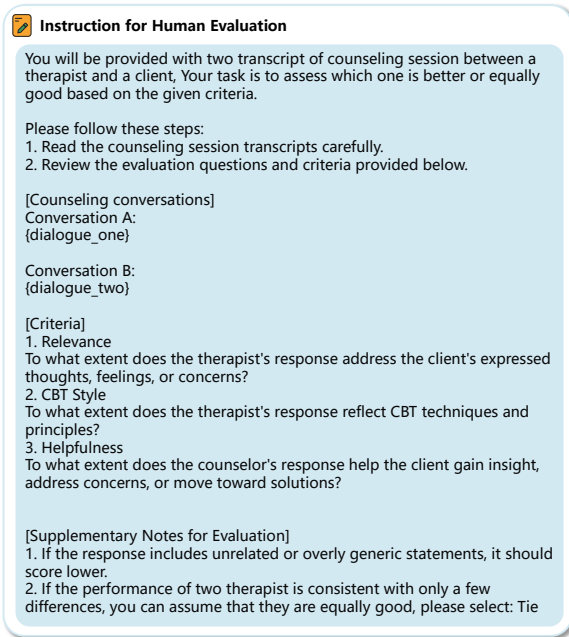 Instruction for Human Evaluation
You will be provided with two transcript of counseling session between a
therapist and a client, Your task is to assess which one is better or equally
good based on the given criteria.
Please follow these steps:
1. Read the counseling session transcripts carefully.
2. Review the evaluation questions and criteria provided below.
[Counseling conversations]
Conversation A:
{dialogue_one}
Conversation B:
{dialogue_two}
[Criteria]
1. Relevance
To what extent does the therapist's response address the client's expressed
thoughts, feelings, or concerns?
2. CBT Style
To what extent does the therapist's response reflect CBT techniques and
principles?
3. Helpfulness
To what extent does the counselor's response help the client gain insight,
address concerns, or move toward solutions?
[Supplementary Notes for Evaluation]
1. If the response includes unrelated or overly generic statements, it should
score lower.
2. If the performance of two therapist is consistent with only a few
differences, you can assume that they are equally good, please select: Tie